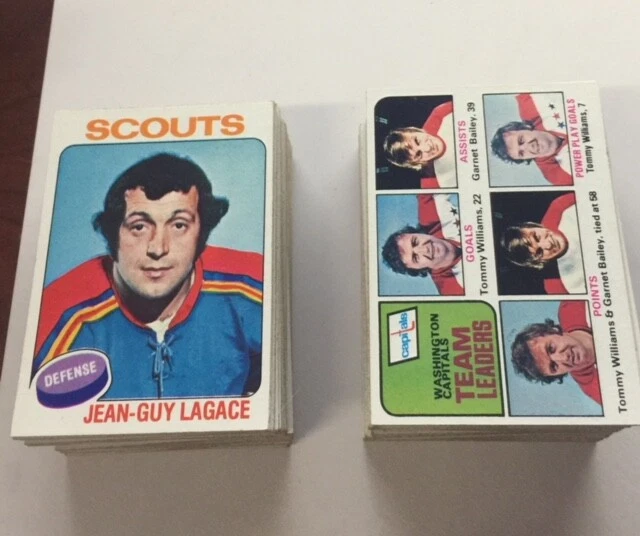 SCOUTS
DEFENSE
JEAN-GUY LAGACE
capitals
WASHINGTON
CAPITALS
TEAM
LEADERS
GOALS
Tommy Williams, 22
ASSISTS
Garnet Bailey, 39
POINTS
Tommy Williams & Garnet Bailey, tied at 58
POWER PLAY GOALS
Tommy Williams, 7